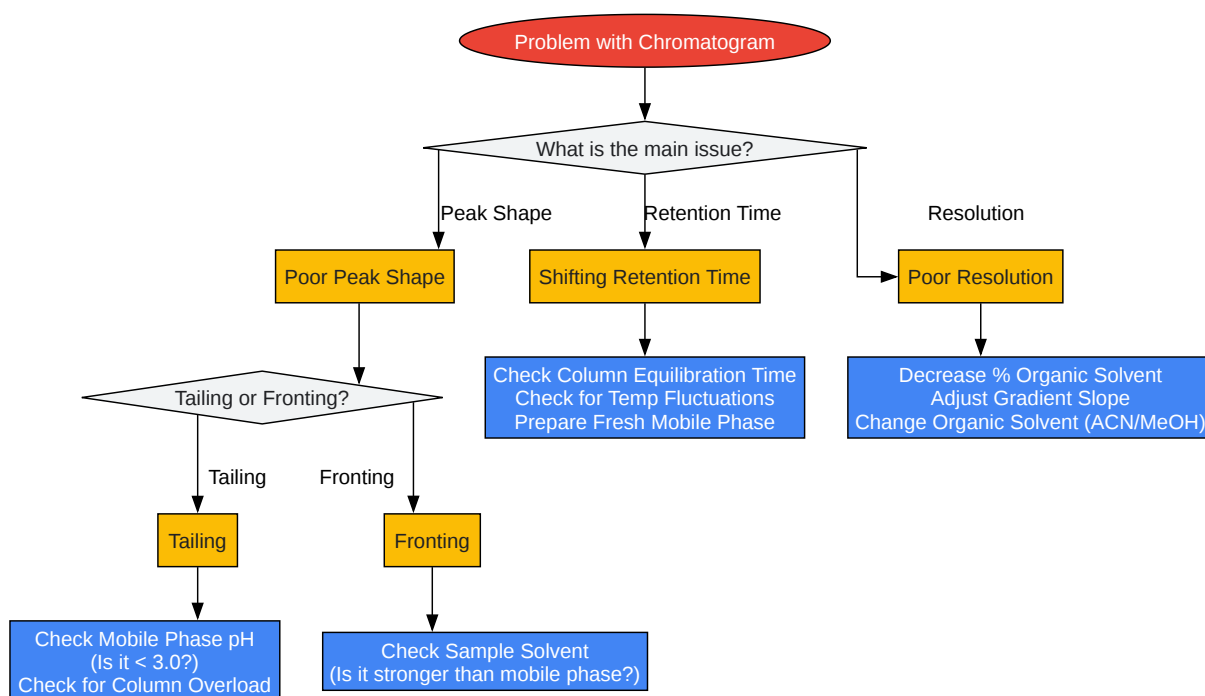 Problem with Chromatogram
What is the main issue?
Peak Shape
Retention Time
Resolution
Poor Peak Shape
Shifting Retention Time
Poor Resolution
Check Column Equilibration Time
Check for Temp Fluctuations
Prepare Fresh Mobile Phase
Decrease % Organic Solvent
Adjust Gradient Slope
Change Organic Solvent (ACN/MeOH)
Tailing or Fronting?
Tailing
Fronting
Tailing
Fronting
Check Mobile Phase pH
(Is it < 3.0?)
Check for Column Overload
Check Sample Solvent
(Is it stronger than mobile phase?)